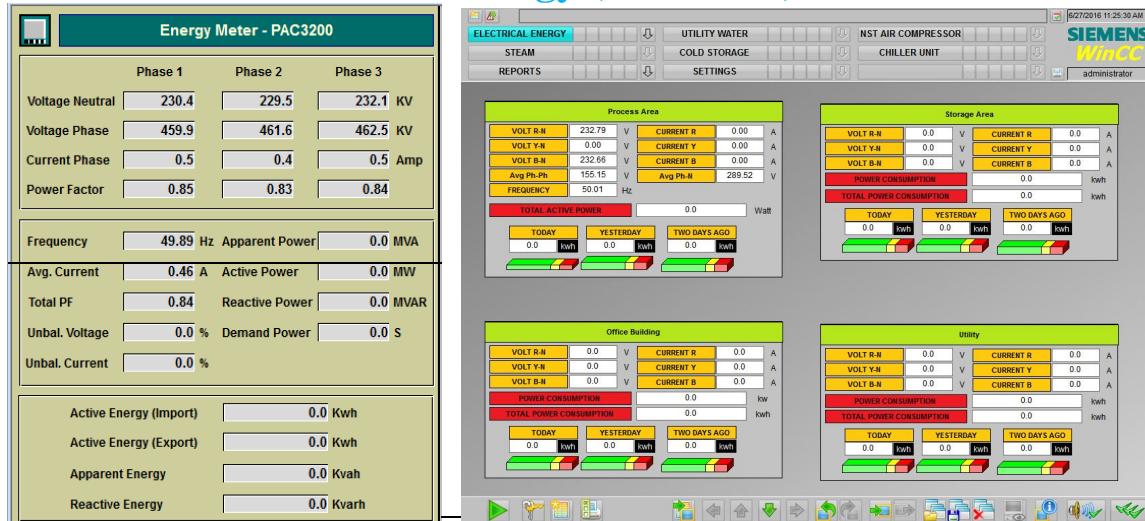 Energy Meter - PAC3200
Phase 1 Phase 2 Phase 3
Voltage Neutral 230.4 229.5 232.1 KV
Voltage Phase 459.9 461.6 462.5 KV
Current Phase 0.5 0.4 0.5 Amp
Power Factor 0.85 0.83 0.84
Frequency 49.89 Hz Apparent Power 0.0 MVA
Avg. Current 0.46 A Active Power 0.0 MW
Total PF 0.84 Reactive Power 0.0 MVAR
Unbal. Voltage 0.0 % Demand Power 0.0 S
Unbal. Current 0.0 %
Active Energy (Import) 0.0 Kwh
Active Energy (Export) 0.0 Kwh
Apparent Energy 0.0 Kvah
Reactive Energy 0.0 Kvarh
6/27/2016 11:25:30 AM
ELECTRICAL ENERGY UTILITY WATER NST AIR COMPRESSOR SIEMENS
STEAM COLD STORAGE CHILLER UNIT WinCC
REPORTS SETTINGS administrator
Process Area
VOLT R-N 232.79 V CURRENT R 0.00 A
VOLT Y-N 0.00 V CURRENT Y 0.00 A
VOLT B-N 232.66 V CURRENT B 0.00 A
Avg Ph-Ph 155.15 V Avg Ph-N 289.52 V
FREQUENCY 50.01 Hz
TOTAL ACTIVE POWER 0.0 Watt
TODAY YESTERDAY TWO DAYS AGO
0.0 kwh 0.0 kwh 0.0 kwh
Storage Area
VOLT R-N 0.0 V CURRENT R 0.0 A
VOLT Y-N 0.0 V CURRENT Y 0.0 A
VOLT B-N 0.0 V CURRENT B 0.0 A
POWER CONSUMPTION 0.0 kwh
TOTAL POWER CONSUMPTION 0.0 kwh
TODAY YESTERDAY TWO DAYS AGO
0.0 kwh 0.0 kwh 0.0 kwh
Office Building
VOLT R-N 0.0 V CURRENT R 0.0 A
VOLT Y-N 0.0 V CURRENT Y 0.0 A
VOLT B-N 0.0 V CURRENT B 0.0 A
POWER CONSUMPTION 0.0 kw
TOTAL POWER CONSUMPTION 0.0 kwh
TODAY YESTERDAY TWO DAYS AGO
0.0 kwh 0.0 kwh 0.0 kwh
Utility
VOLT R-N 0.0 V CURRENT R 0.0 A
VOLT Y-N 0.0 V CURRENT Y 0.0 A
VOLT B-N 0.0 V CURRENT B 0.0 A
POWER CONSUMPTION 0.0 kwh
TOTAL POWER CONSUMPTION 0.0 kwh
TODAY YESTERDAY TWO DAYS AGO
0.0 kwh 0.0 kwh 0.0 kwh